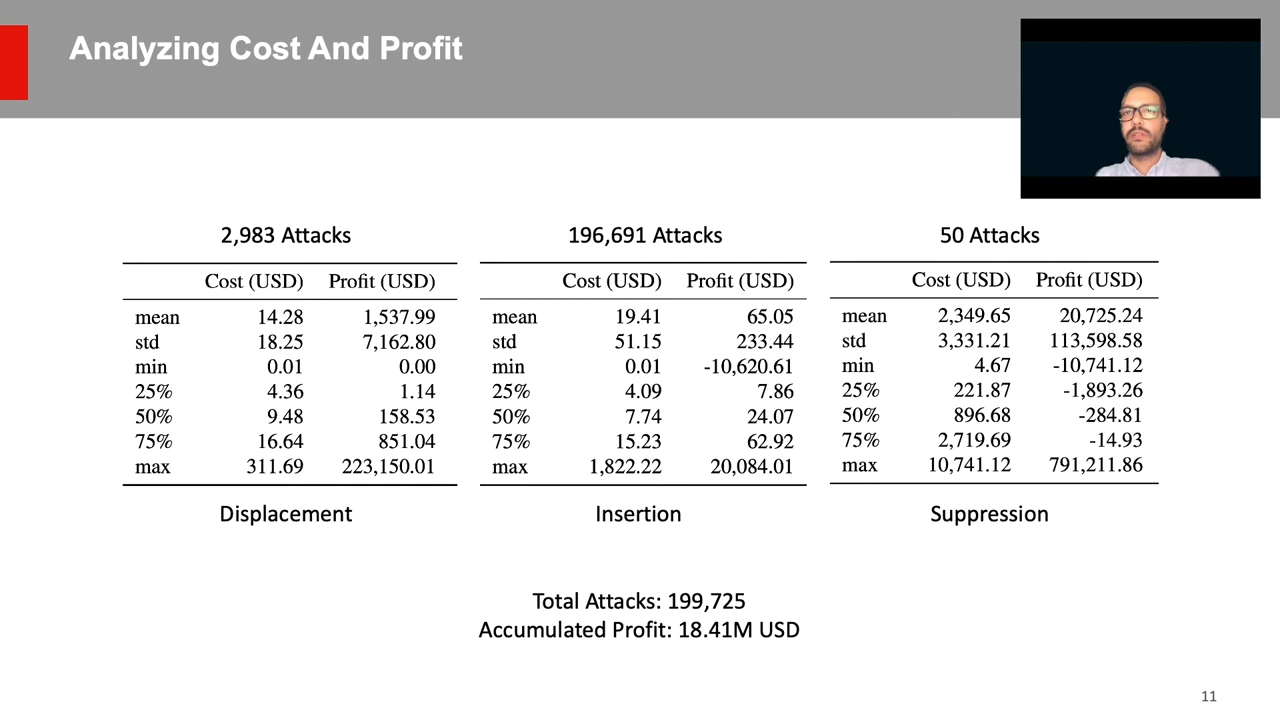 Analyzing Cost And Profit
2,983 Attacks
Cost (USD) Profit (USD)
mean 14.28 1,537.99
std 18.25 7,162.80
min 0.01 0.00
25% 4.36 1.14
50% 9.48 158.53
75% 16.64 851.04
max 311.69 223,150.01
Displacement
196,691 Attacks
Cost (USD) Profit (USD)
mean 19.41 65.05
std 51.15 233.44
min 0.01 -10,620.61
25% 4.09 7.86
50% 7.74 24.07
75% 15.23 62.92
max 1,822.22 20,084.01
Insertion
50 Attacks
Cost (USD) Profit (USD)
mean 2,349.65 20,725.24
std 3,331.21 113,598.58
min 4.67 -10,741.12
25% 221.87 -1,893.26
50% 896.68 -284.81
75% 2,719.69 -14.93
max 10,741.12 791,211.86
Suppression
Total Attacks: 199,725
Accumulated Profit: 18.41M USD
11